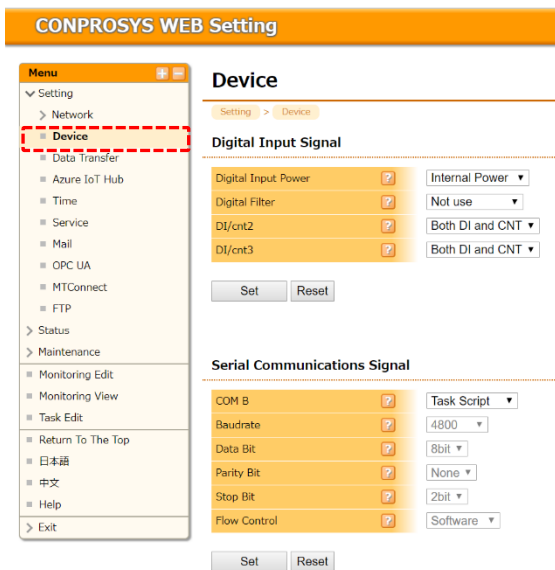 CONPROSYS WEB Setting
Menu
Setting
Network
Device
Data Transfer
Azure IoT Hub
Time
Service
Mail
OPC UA
MTConnect
FTP
Status
Maintenance
Monitoring Edit
Monitoring View
Task Edit
Return To The Top
日本語
中文
Help
Exit
Device
Setting > Device
Digital Input Signal
Digital Input Power ? Internal Power
Digital Filter ? Not use
DI/cnt2 ? Both DI and CNT
DI/cnt3 ? Both DI and CNT
Set Reset
Serial Communications Signal
COM B ? Task Script
Baudrate ? 4800
Data Bit ? 8bit
Parity Bit ? None
Stop Bit ? 2bit
Flow Control ? Software
Set Reset